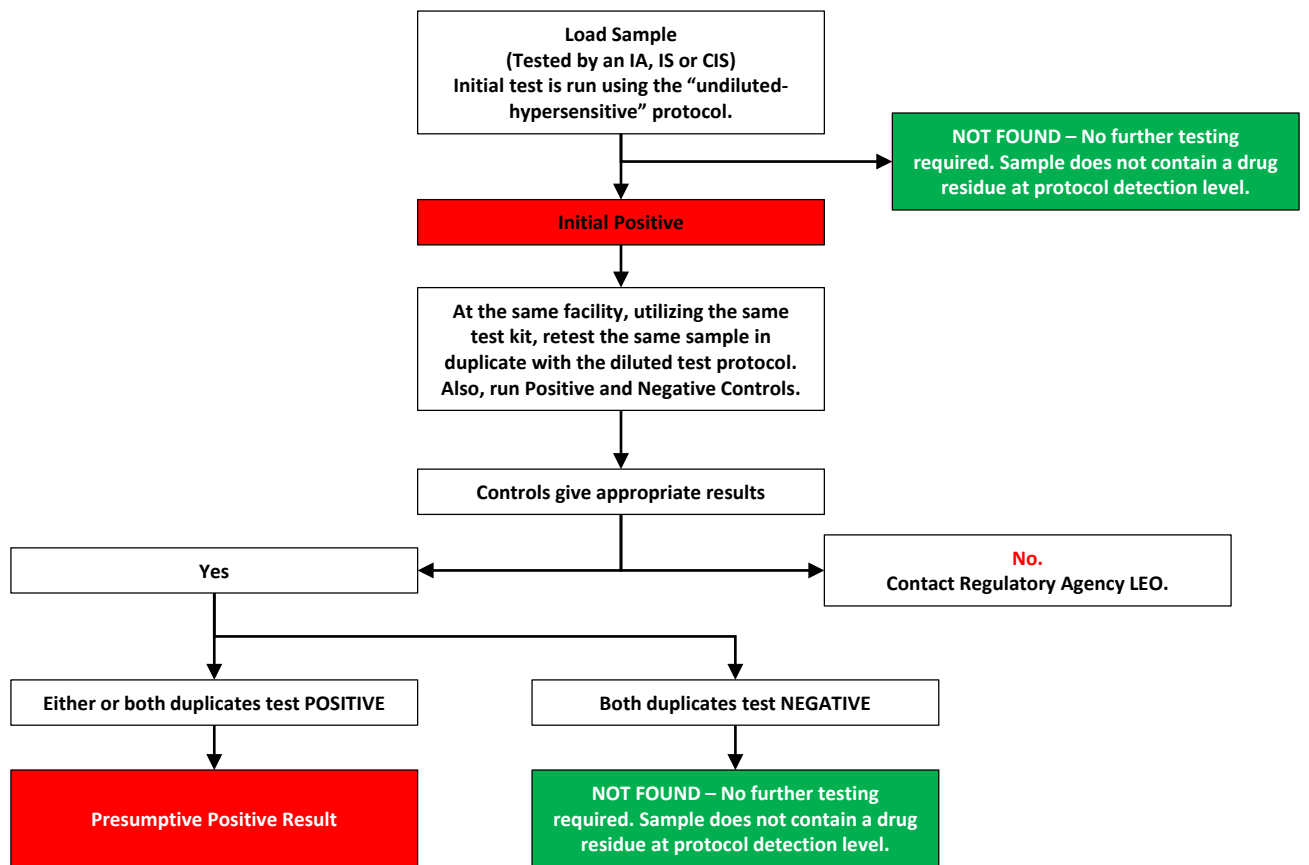 Load Sample
(Tested by an IA, IS or CIS)
Initial test is run using the “undiluted-
hypersensitive” protocol.
NOT FOUND – No further testing
required. Sample does not contain a drug
residue at protocol detection level.
Initial Positive
At the same facility, utilizing the same
test kit, retest the same sample in
duplicate with the diluted test protocol.
Also, run Positive and Negative Controls.
Controls give appropriate results
Yes
No.
Contact Regulatory Agency LEO.
Either or both duplicates test POSITIVE
Both duplicates test NEGATIVE
Presumptive Positive Result
NOT FOUND – No further testing
required. Sample does not contain a drug
residue at protocol detection level.